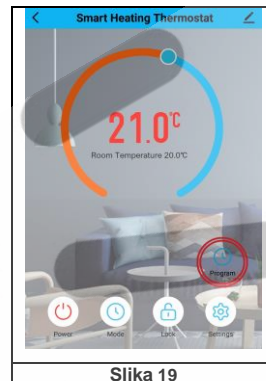 Smart Heating Thermostat
21.0℃
Room Temperature 20.0℃
Program
Power Mode Lock Settings
Slika 19